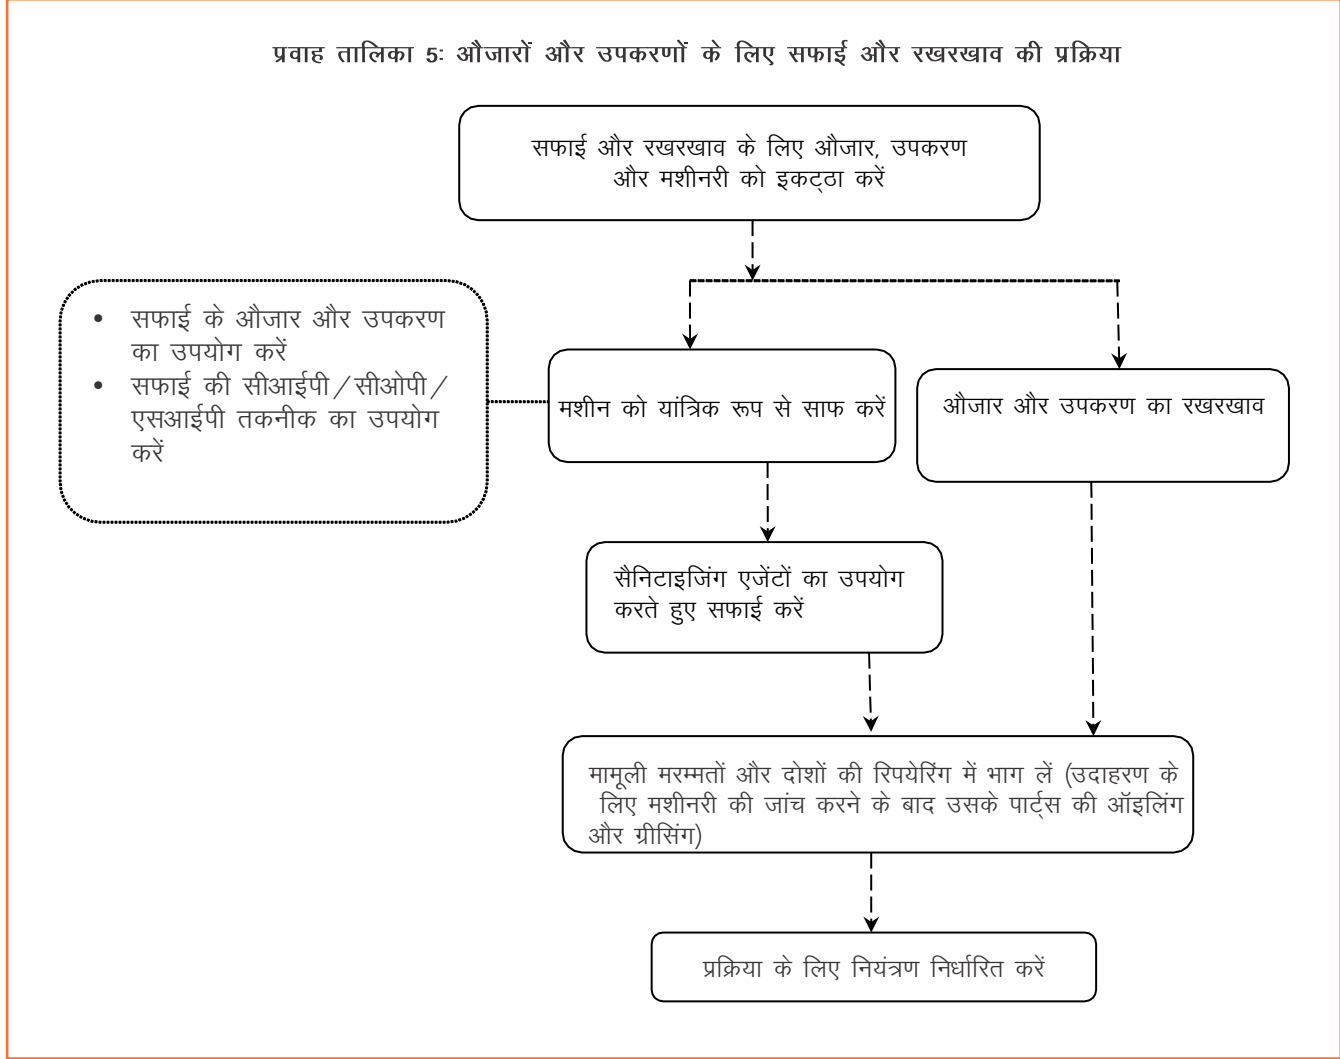 प्रवाह तालिका 5: औजारों और उपकरणों के लिए सफाई और रखरखाव की प्रक्रिया
सफाई और रखरखाव के लिए औजार, उपकरण
और मशीनरी को इकट्ठा करें
• सफाई के औजार और उपकरण
का उपयोग करें
• सफाई की सीआईपी/सीओपी/
एसआईपी तकनीक का उपयोग
करें
मशीन को यांत्रिक रूप से साफ करें
औजार और उपकरण का रखरखाव
सैनिटाइजिंग एजेंटों का उपयोग
करते हुए सफाई करें
मामूली मरम्मतों और दोशों की रिपयेरिंग में भाग लें (उदाहरण के
लिए मशीनरी की जांच करने के बाद उसके पार्ट्स की ऑइलिंग
और ग्रीसिंग)
प्रक्रिया के लिए नियंत्रण निर्धारित करें